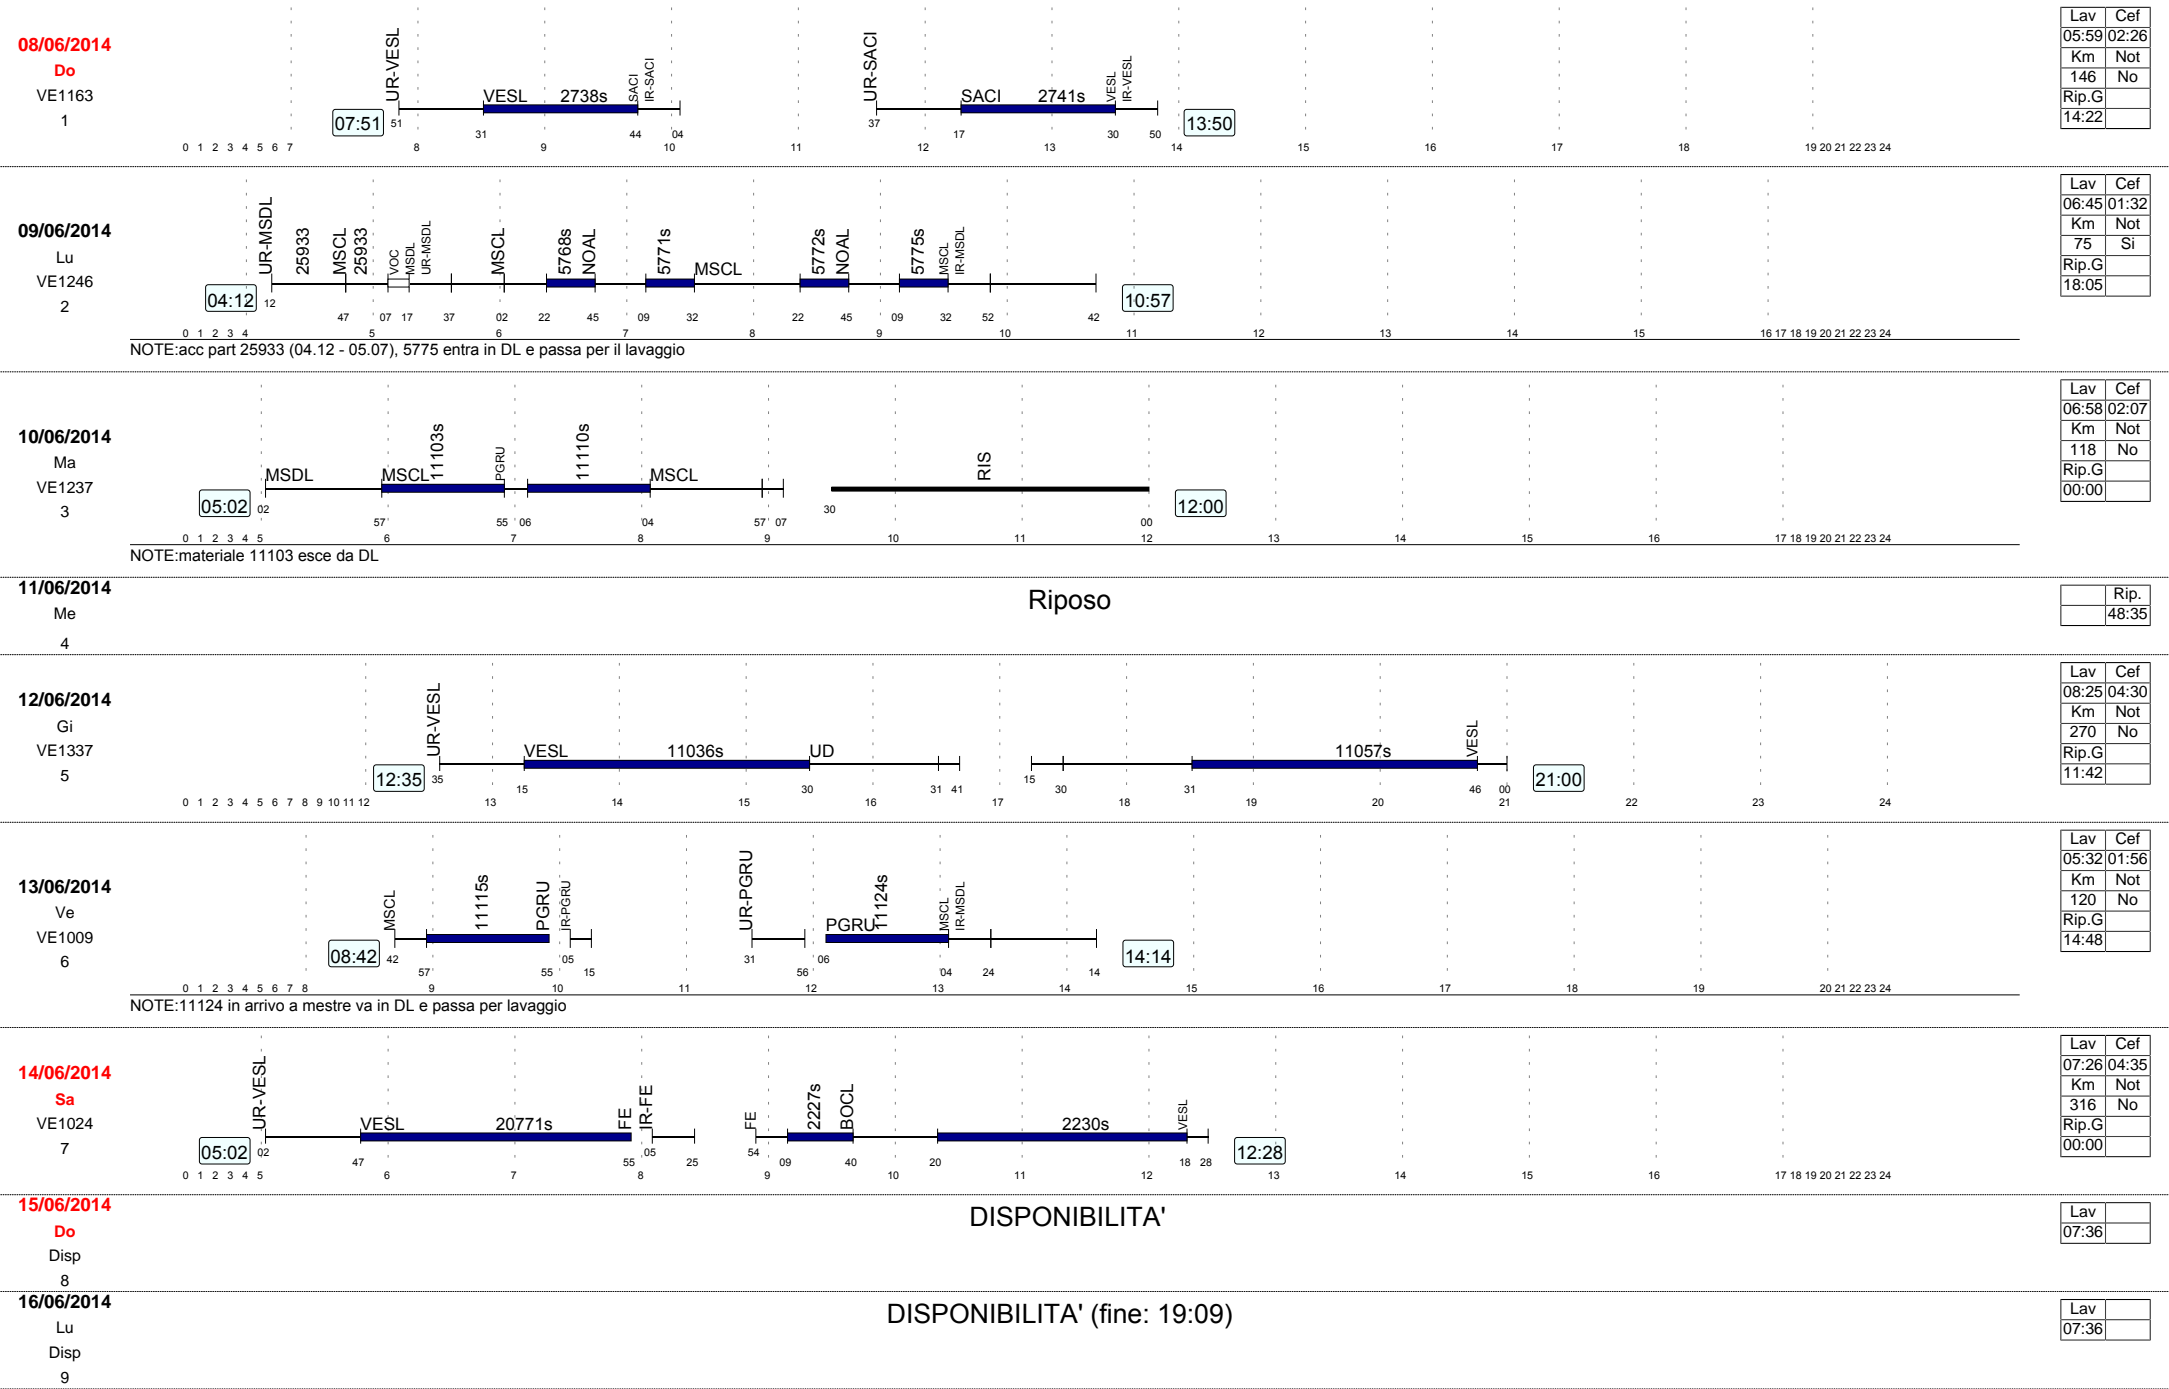 08/06/2014
Do
VE1163
1
UR-VESL
VESL 2738s
SACI
IR-SACI
UR-SACI
SACI 2741s
VESL
IR-VESL
07:51
51 31 44 04 37 17 30 50
13:50
0 1 2 3 4 5 6 7 8 9 10 11 12 13 14 15 16 17 18 19 20 21 22 23 24
Lav Cef
05:59 02:26
Km Not
146 No
Rip.G
14:22
09/06/2014
Lu
VE1246
2
UR-MSDL
25933
MSCL
25933
VOC
MSDL
UR-MSDL
MSCL
5768s
NOAL
5771s
MSCL
5772s
NOAL
5775s
MSCL
IR-MSDL
04:12
12 47 07 17 37 02 22 45 09 32 22 45 09 32 52 42
10:57
0 1 2 3 4 5 6 7 8 9 10 11 12 13 14 15 16 17 18 19 20 21 22 23 24
NOTE:acc part 25933 (04.12 - 05.07), 5775 entra in DL e passa per il lavaggio
Lav Cef
06:45 01:32
Km Not
75 Si
Rip.G
18:05
10/06/2014
Ma
VE1237
3
MSDL
MSCL
11103s
PGRU
11110s
MSCL
RIS
05:02
02 57 55 06 04 57 07 30 00
12:00
0 1 2 3 4 5 6 7 8 9 10 11 12 13 14 15 16 17 18 19 20 21 22 23 24
NOTE:materiale 11103 esce da DL
Lav Cef
06:58 02:07
Km Not
118 No
Rip.G
00:00
11/06/2014
Me
4
Riposo
Rip.
48:35
12/06/2014
Gi
VE1337
5
UR-VESL
VESL 11036s UD
11057s
VESL
12:35
35 15 30 31 41 15 30 31 46 00
21:00
0 1 2 3 4 5 6 7 8 9 10 11 12 13 14 15 16 17 18 19 20 21 22 23 24
Lav Cef
08:25 04:30
Km Not
270 No
Rip.G
11:42
13/06/2014
Ve
VE1009
6
MSCL
11115s
PGRU
IR-PGRU
UR-PGRU
PGRU
11124s
MSCL
IR-MSDL
08:42
42 57 55 05 15 31 56 06 04 24 14
14:14
0 1 2 3 4 5 6 7 8 9 10 11 12 13 14 15 16 17 18 19 20 21 22 23 24
NOTE:11124 in arrivo a mestre va in DL e passa per lavaggio
Lav Cef
05:32 01:56
Km Not
120 No
Rip.G
14:48
14/06/2014
Sa
VE1024
7
UR-VESL
VESL 20771s
FE
IR-FE
FE
2227s
BOCL
2230s
VESL
05:02
02 47 55 05 25 54 09 40 20 18 28
12:28
0 1 2 3 4 5 6 7 8 9 10 11 12 13 14 15 16 17 18 19 20 21 22 23 24
Lav Cef
07:26 04:35
Km Not
316 No
Rip.G
00:00
15/06/2014
Do
Disp
8
DISPONIBILITA'
Lav
07:36
16/06/2014
Lu
Disp
9
DISPONIBILITA' (fine: 19:09)
Lav
07:36